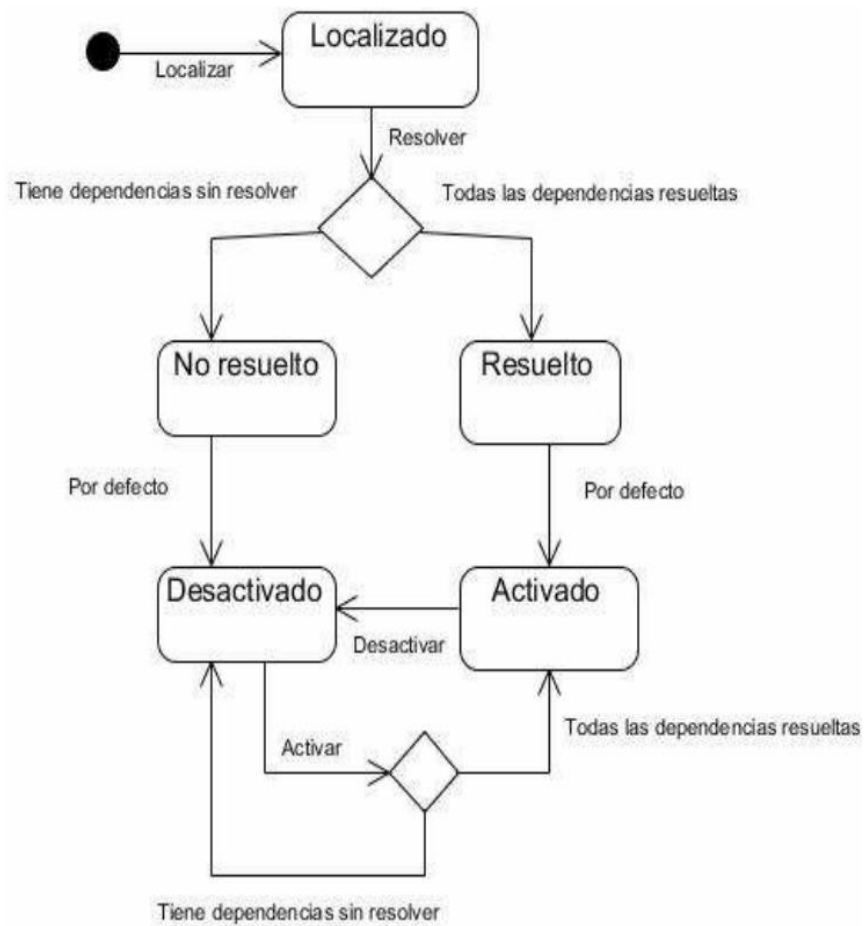 Localizado
Localizar
Resolver
Tiene dependencias sin resolver
Todas las dependencias resueltas
No resuelto
Resuelto
Por defecto
Por defecto
Desactivado
Activado
Desactivar
Activar
Todas las dependencias resueltas
Tiene dependencias sin resolver